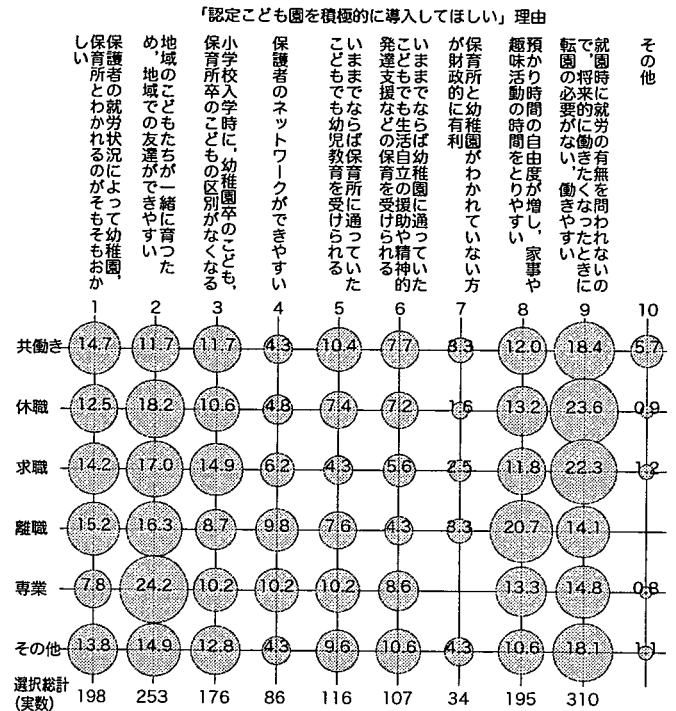 「認定こども園を積極的に導入してほしい」理由
保護者の就労状況によって幼稚園,
保育所とわかれるのがそもそもおか
しい
地域のこどもたちが一緒に育つた
め，地域での友達ができやすい
小学校入学時に,幼稚園卒のこども,
保育所卒のこどもの区別がなくなる
保護者のネットワークができやすい
いままでならば保育所に通っていた
こどもでも幼児教育を受けられる
いままでならば幼稚園に通っていた
こどもでも生活自立の援助や精神的
発達支援などの保育を受けられる
保育所と幼稚園がわかれていない方
が財政的に有利
預かり時間の自由度が増し，家事や
趣味活動の時間をとりやすい
就園時に就労の有無を問われないの
で，将来的に働きたくなったときに
転園の必要がない，働きやすい
その他
1 2 3 4 5 6 7 8 9 10
共働き 14.7 11.7 11.7 4.3 10.4 7.7 3.3 12.0 18.4 5.7
休職 12.5 18.2 10.6 4.8 7.4 7.2 1.6 13.2 23.6 0.9
求職 14.2 17.0 14.9 6.2 4.3 5.6 2.5 11.8 22.3 1.2
離職 15.2 16.3 8.7 9.8 7.6 4.3 3.3 20.7 14.1
専業 7.8 24.2 10.2 10.2 10.2 8.6 13.3 14.8 0.8
その他 13.8 14.9 12.8 4.3 9.6 10.6 4.3 10.6 18.1 1.1
選択総計
(実数) 198 253 176 86 116 107 34 195 310